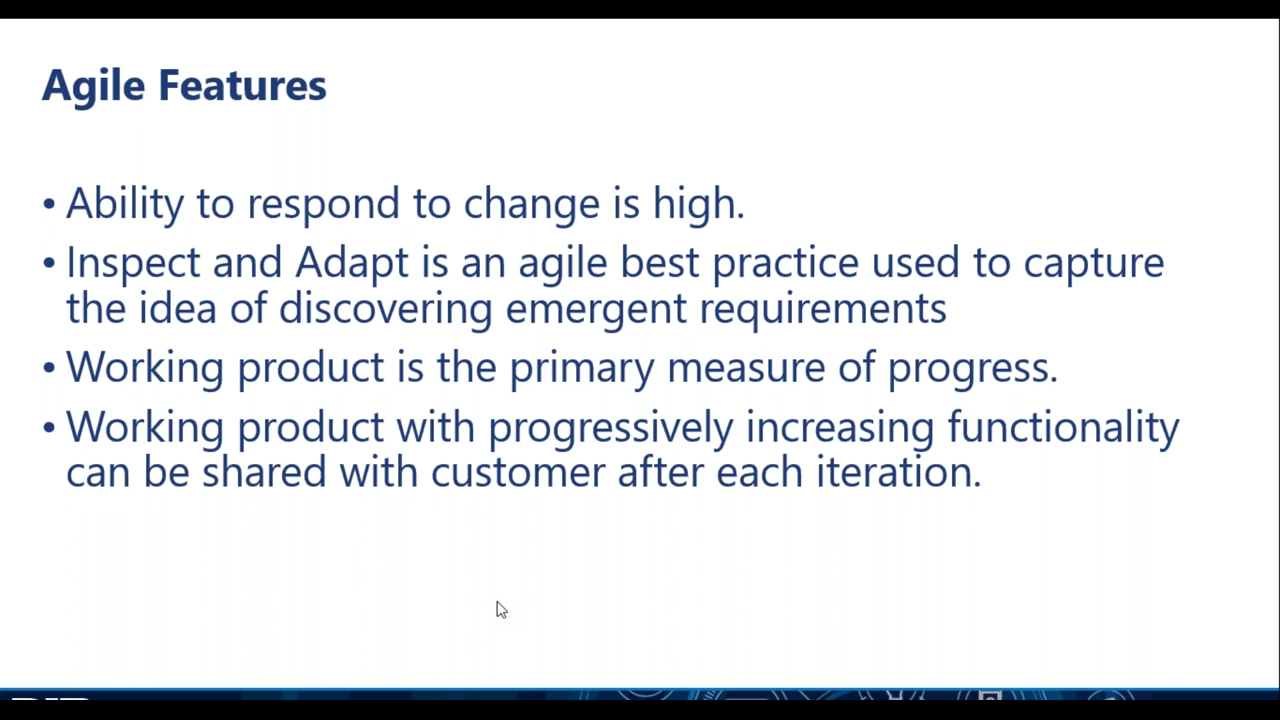 Agile Features
• Ability to respond to change is high.
• Inspect and Adapt is an agile best practice used to capture
the idea of discovering emergent requirements
• Working product is the primary measure of progress.
• Working product with progressively increasing functionality
can be shared with customer after each iteration.